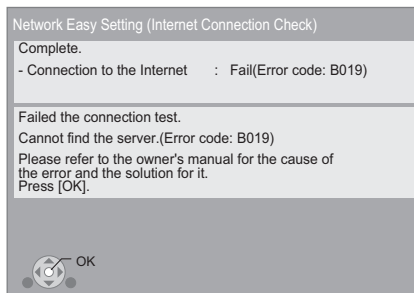 Network Easy Setting (Internet Connection Check)
Complete.
- Connection to the Internet : Fail(Error code: B019)
Failed the connection test.
Cannot find the server.(Error code: B019)
Please refer to the owner's manual for the cause of
the error and the solution for it.
Press [OK].
OK